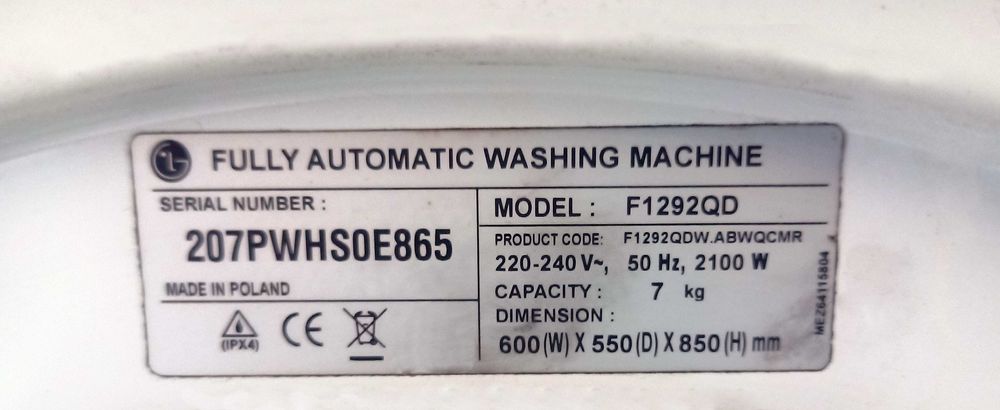 LG FULLY AUTOMATIC WASHING MACHINE
SERIAL NUMBER :
207PWHS0E865
MADE IN POLAND
(IPX4)
CE
MODEL : F1292QD
PRODUCT CODE: F1292QDW.ABWQCMR
220-240 V~, 50 Hz, 2100 W
CAPACITY : 7 kg
DIMENSION :
600 (W) X 550 (D) X 850 (H) mm
MEZ64115804